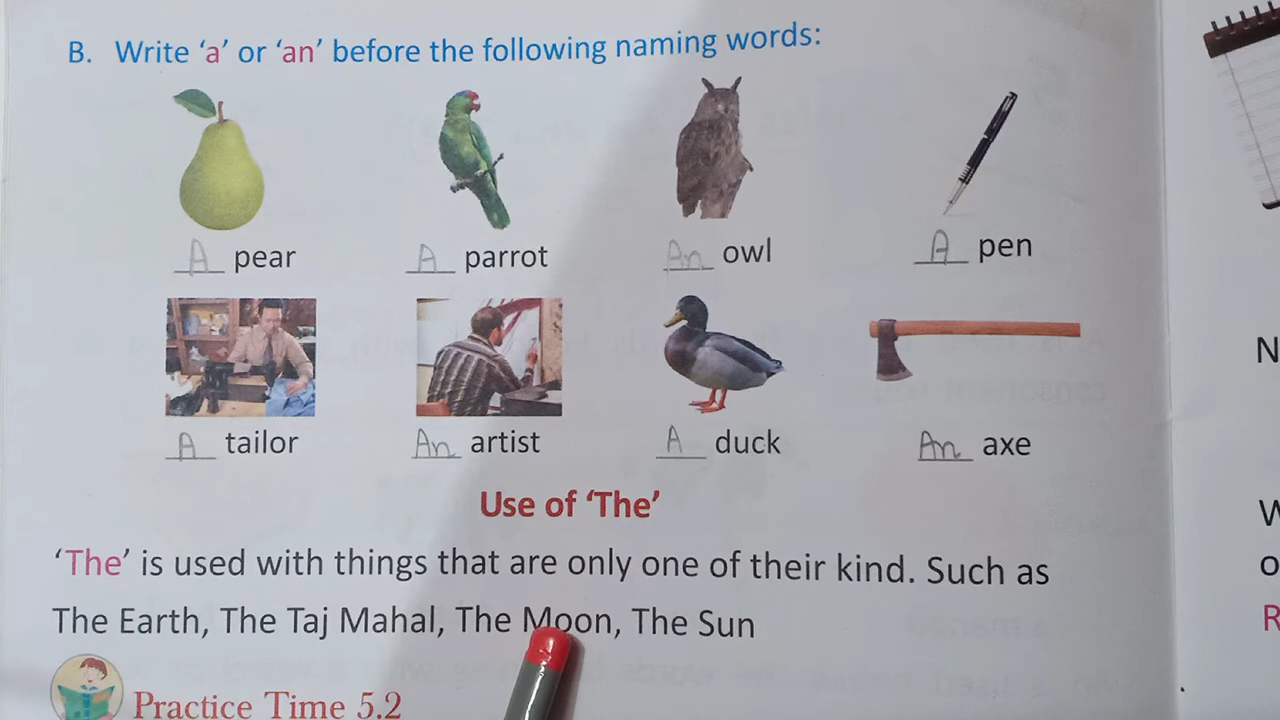 B. Write 'a' or 'an' before the following naming words:
A pear A parrot An owl A pen
A tailor An artist A duck An axe
Use of 'The'
'The' is used with things that are only one of their kind. Such as
The Earth, The Taj Mahal, The Moon, The Sun
Practice Time 5.2
N
W
o
R